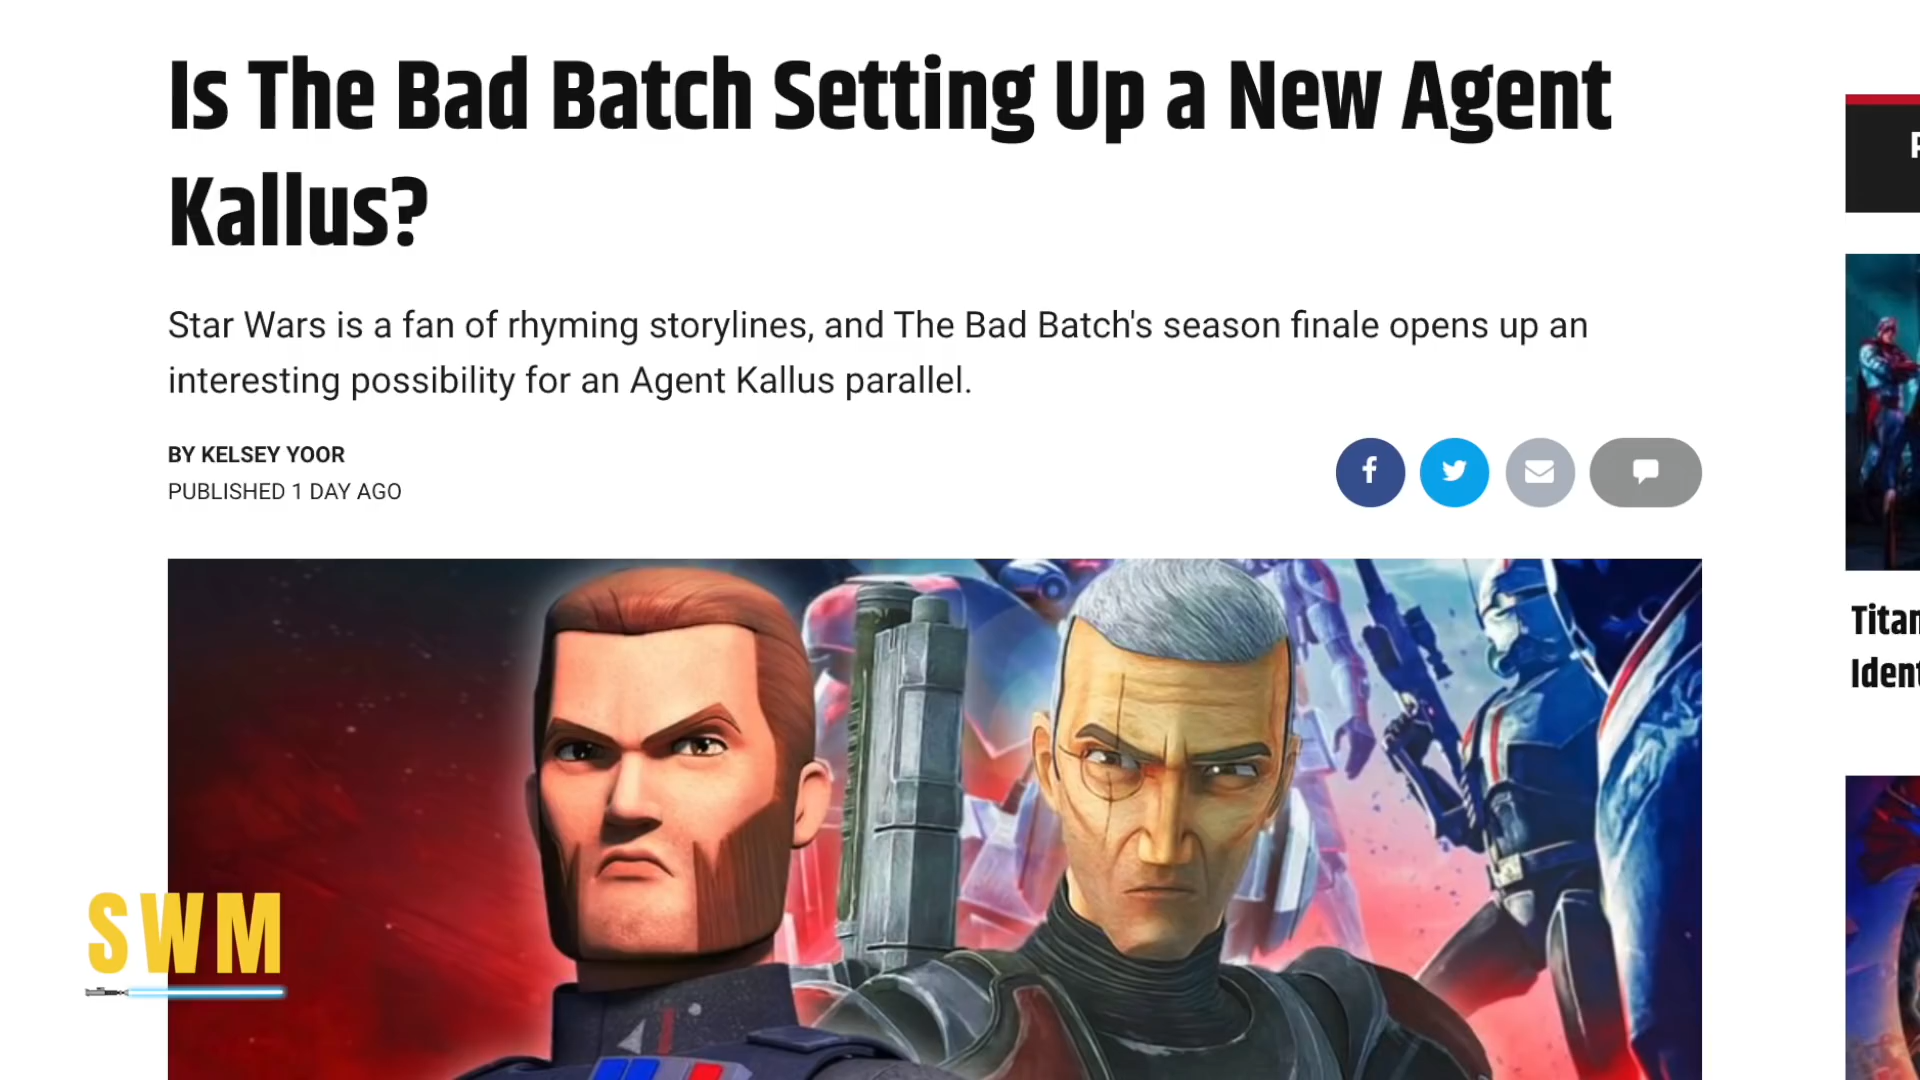 Is The Bad Batch Setting Up a New Agent
Kallus?
Star Wars is a fan of rhyming storylines, and The Bad Batch's season finale opens up an
interesting possibility for an Agent Kallus parallel.
BY KELSEY YOOR
PUBLISHED 1 DAY AGO
SWM